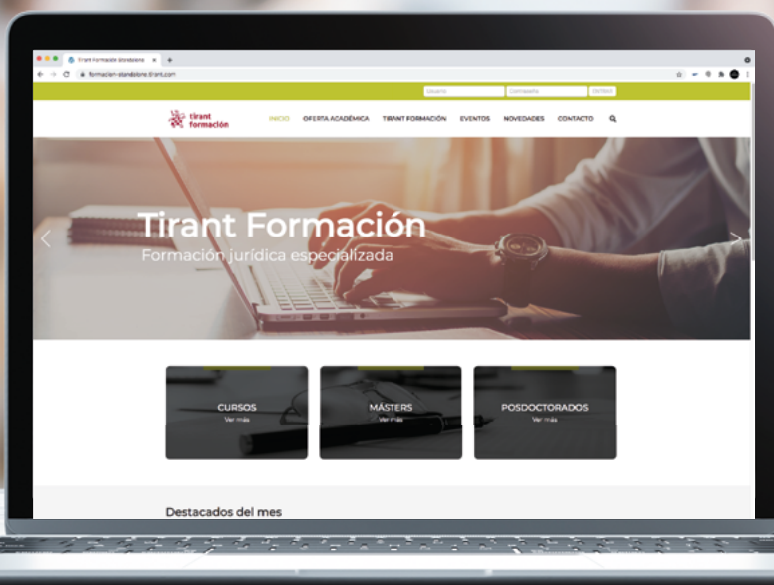 Tirant Formación Standalone
formacion-standalone.tirant.com
Usuario Contraseña ENTRAR
tirant
formación
INICIO OFERTA ACADÉMICA TIRANT FORMACIÓN EVENTOS NOVEDADES CONTACTO
Tirant Formación
Formación jurídica especializada
CURSOS
Ver más
MÁSTERS
Ver más
POSDOCTORADOS
Ver más
Destacados del mes